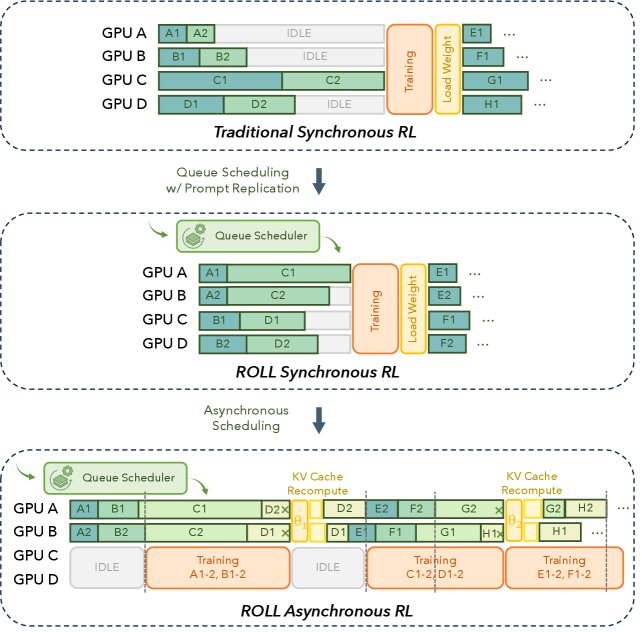 GPU A A1 A2 IDLE E1 ...
GPU B B1 B2 IDLE F1 ...
GPU C C1 C2 G1 ...
GPU D D1 D2 IDLE H1 ...
Training
Load Weight
Traditional Synchronous RL
Queue Scheduling
w/ Prompt Replication
Queue Scheduler
GPU A A1 C1 E1 ...
GPU B A2 C2 E2 ...
GPU C B1 D1 F1 ...
GPU D B2 D2 F2 ...
Training
Load Weight
ROLL Synchronous RL
Asynchronous
Scheduling
Queue Scheduler
KV Cache
Recompute
KV Cache
Recompute
GPU A A1 B1 C1 D2 × D2 E2 F2 G2 × G2 H2 ...
θ1
θ2
GPU B A2 B2 C2 D1 × D1 E1 F1 G1 H1 × H1 ...
GPU C
GPU D
IDLE
Training
A1-2, B1-2
IDLE
Training
C1-2, D1-2
Training
E1-2, F1-2
ROLL Asynchronous RL